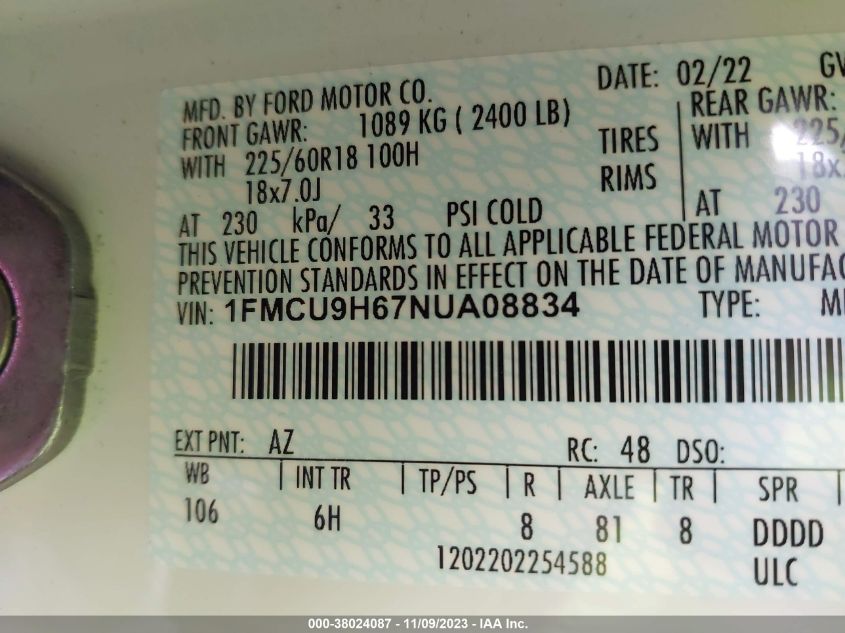 MFD. BY FORD MOTOR CO. DATE: 02/22 GV
FRONT GAWR: 1089 KG ( 2400 LB) REAR GAWR:
WITH 225/60R18 100H TIRES WITH 225/
18x7.0J RIMS 18x7
AT 230 kPa/ 33 PSI COLD AT 230
THIS VEHICLE CONFORMS TO ALL APPLICABLE FEDERAL MOTOR
PREVENTION STANDARDS IN EFFECT ON THE DATE OF MANUFAC
VIN: 1FMCU9H67NUA08834 TYPE: M
EXT PNT: AZ RC: 48 DSO:
WB INT TR TP/PS R AXLE TR SPR
106 6H 8 81 8 DDDD
1202202254588 ULC
000-38024087 - 11/09/2023 - IAA Inc.